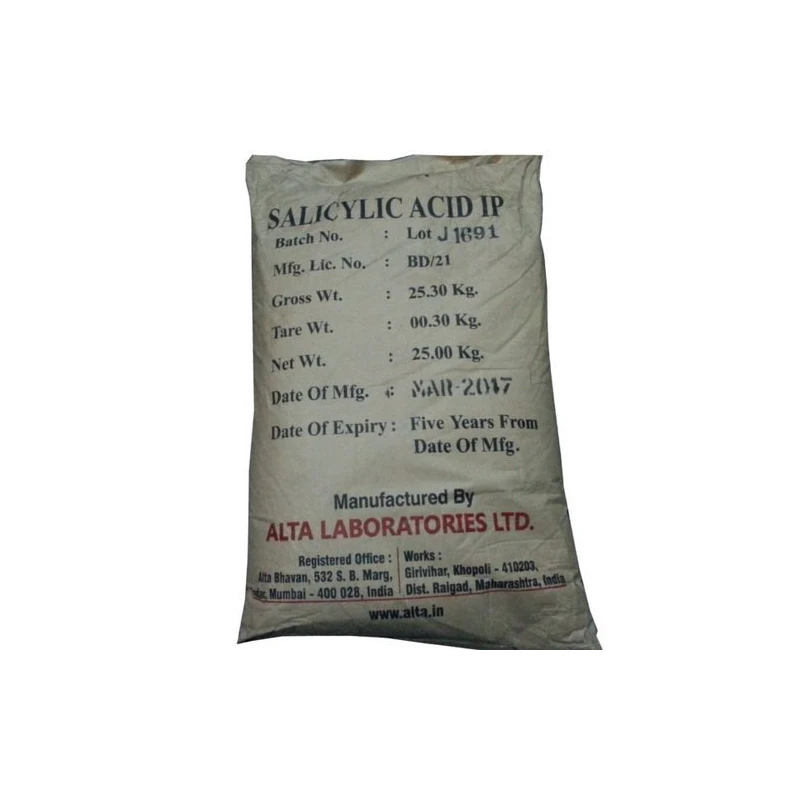 SALICYLIC ACID IP
Batch No. : Lot J1691
Mfg. Lic. No. : BD/21
Gross Wt. : 25.30 Kg.
Tare Wt. : 00.30 Kg.
Net Wt. : 25.00 Kg.
Date Of Mfg. : MAR-2017
Date Of Expiry : Five Years From
Date Of Mfg.
Manufactured By
ALTA LABORATORIES LTD.
Registered Office :
Alta Bhavan, 532 S. B. Marg,
Mumbai - 400 028, India
Works :
Girivihar, Khopoli - 410203,
Dist. Raigad, Maharashtra, India
www.alta.in